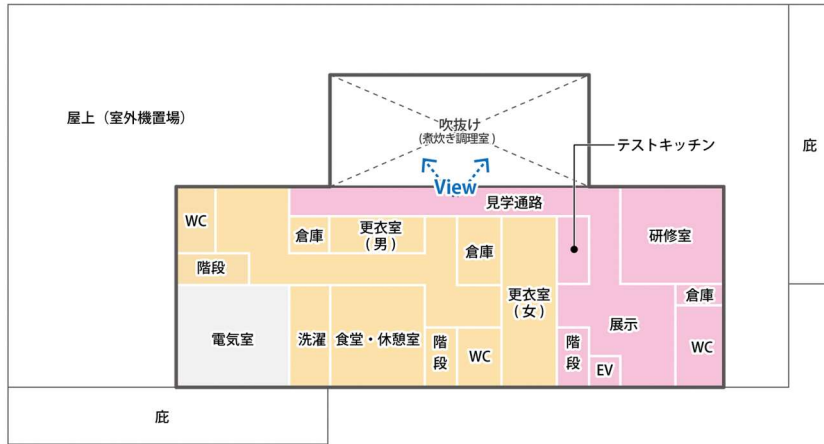 屋上（室外機置場）
吹抜け
(煮炊き調理室)
テストキッチン
庇
View
見学通路
WC
倉庫
更衣室
(男)
倉庫
研修室
階段
更衣室
(女)
倉庫
展示
電気室
洗濯
食堂・休憩室
階
段
WC
階
段
EV
WC
庇